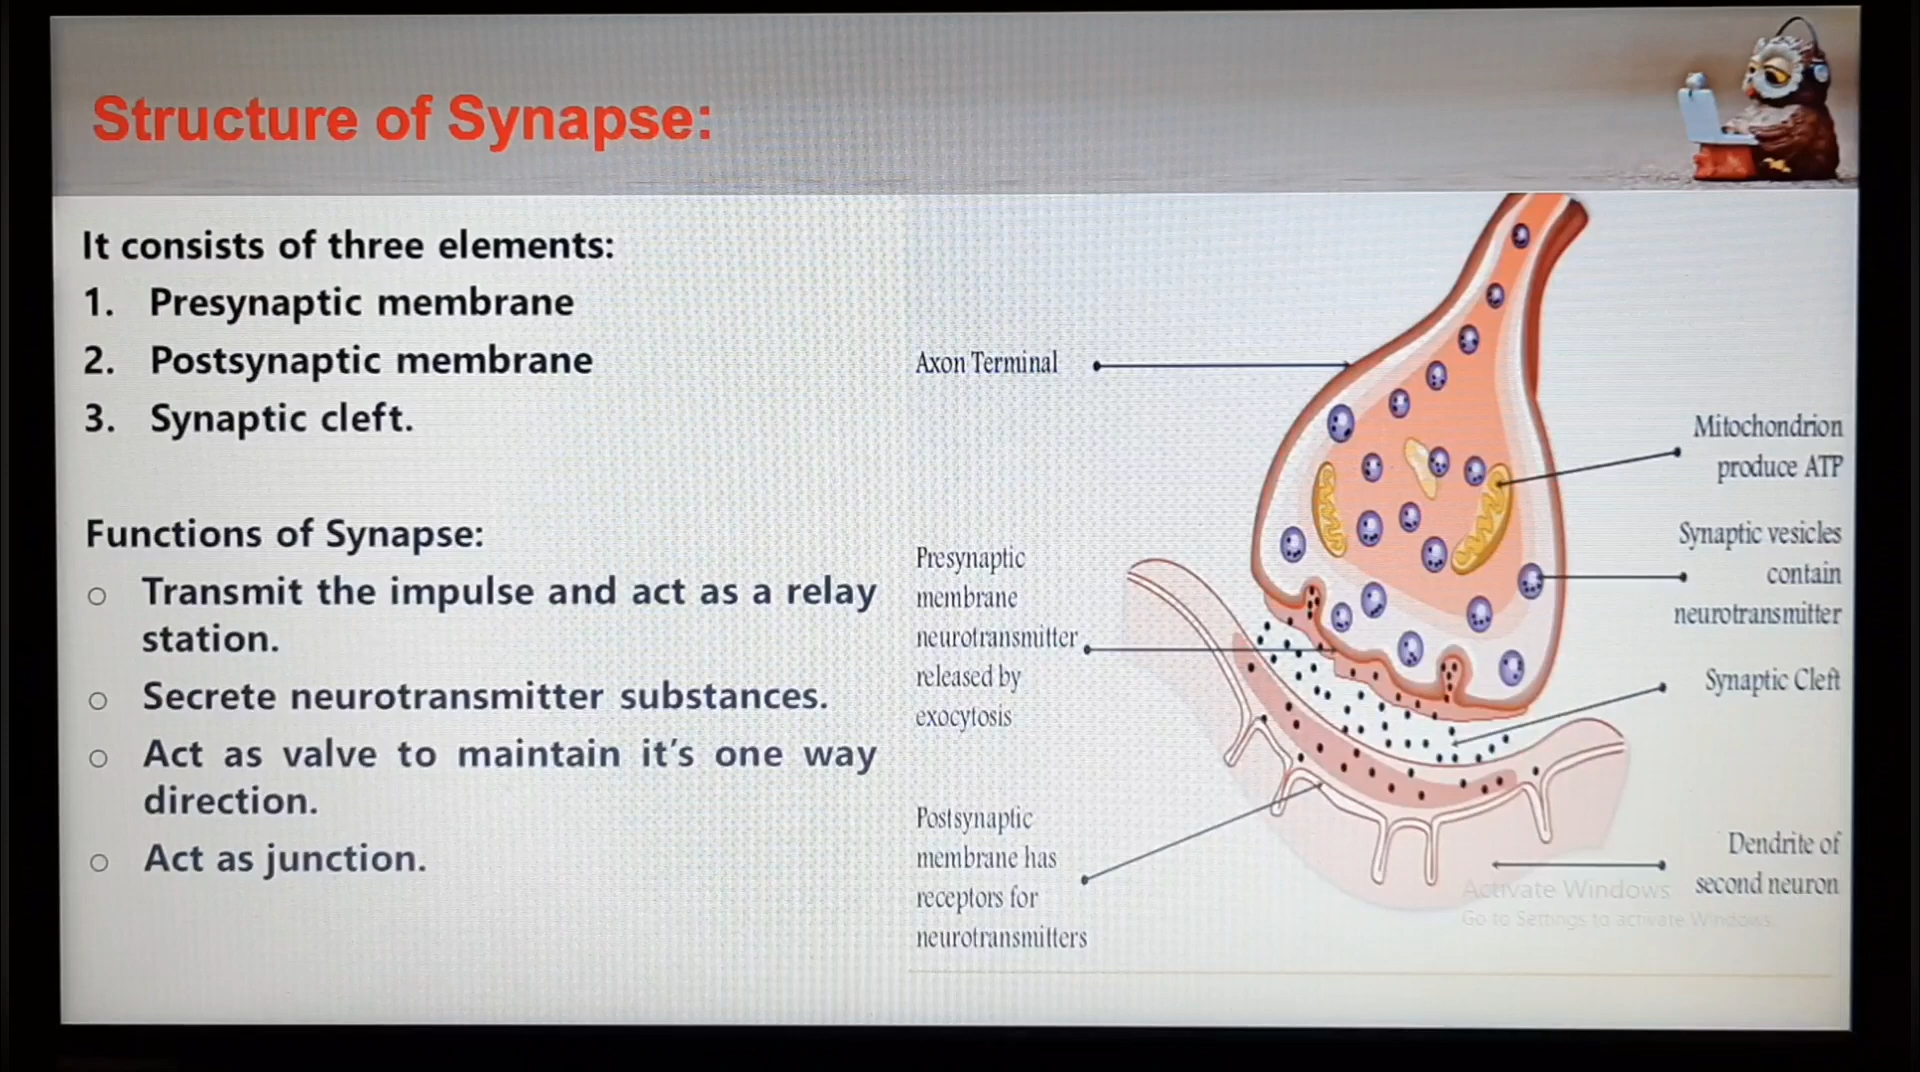 Structure of Synapse:
It consists of three elements:
1. Presynaptic membrane
2. Postsynaptic membrane
3. Synaptic cleft.
Functions of Synapse:
○ Transmit the impulse and act as a relay
station.
○ Secrete neurotransmitter substances.
○ Act as valve to maintain it's one way
direction.
○ Act as junction.
Axon Terminal
Presynaptic
membrane
neurotransmitter
released by
exocytosis
Postsynaptic
membrane has
receptors for
neurotransmitters
Mitochondrion
produce ATP
Synaptic vesicles
contain
neurotransmitter
Synaptic Cleft
Dendrite of
second neuron
Activate Windows
Go to Settings to activate Windows.